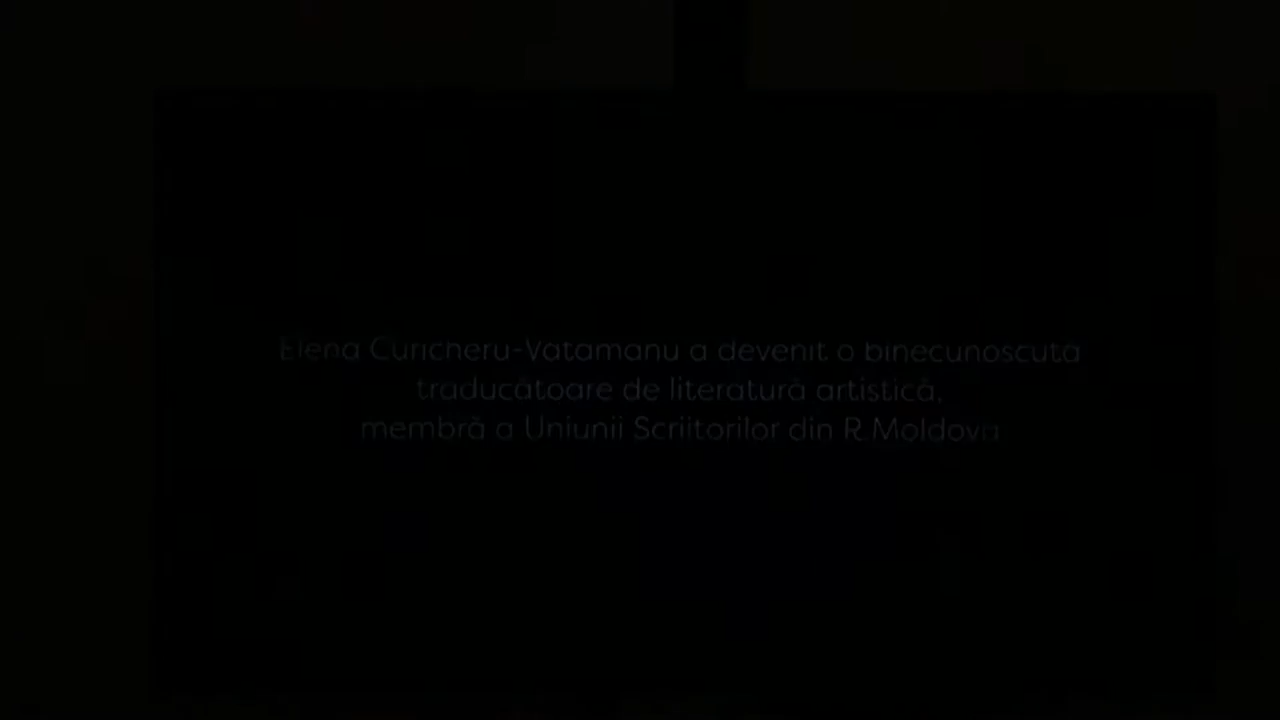 Elena Curicheru-Vatamanu a devenit o binecunoscută
traducătoare de literatură artistică,
membră a Uniunii Scriitorilor din R Moldova